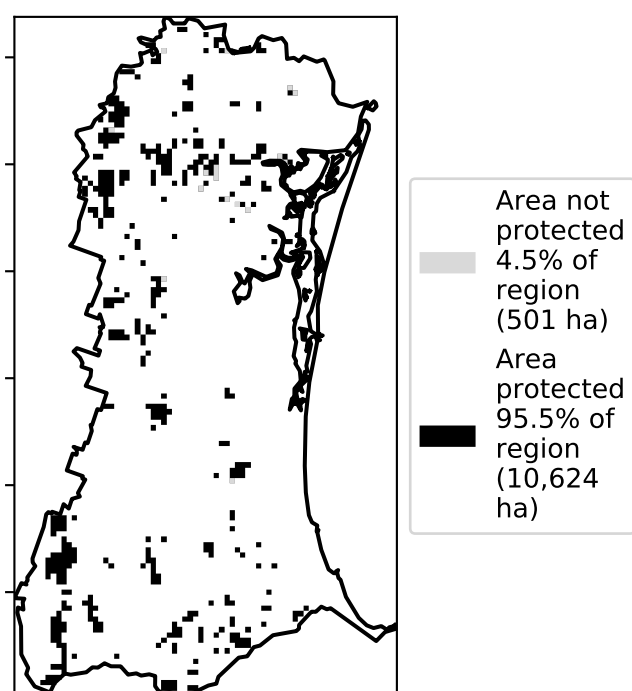 Area not
protected
4.5% of
region
(501 ha)
Area
protected
95.5% of
region
(10,624
ha)